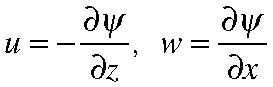 u = −∂ψ/∂z, w = ∂ψ/∂x